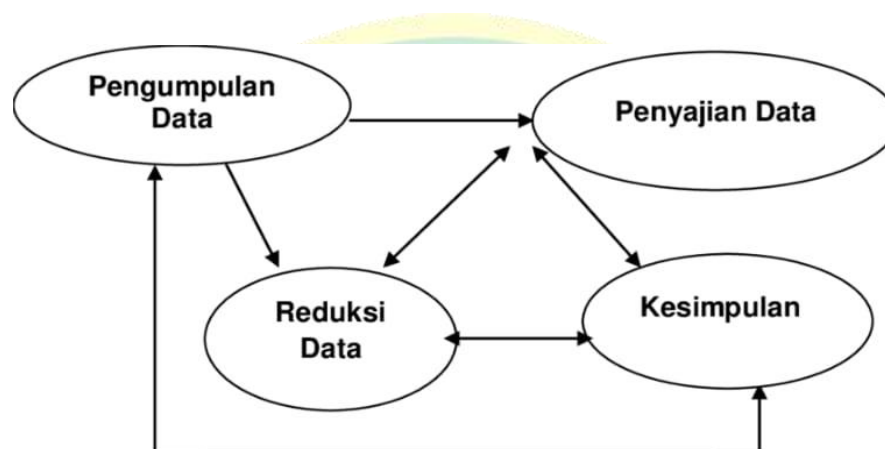 Pengumpulan
Data
Penyajian Data
Reduksi
Data
Kesimpulan